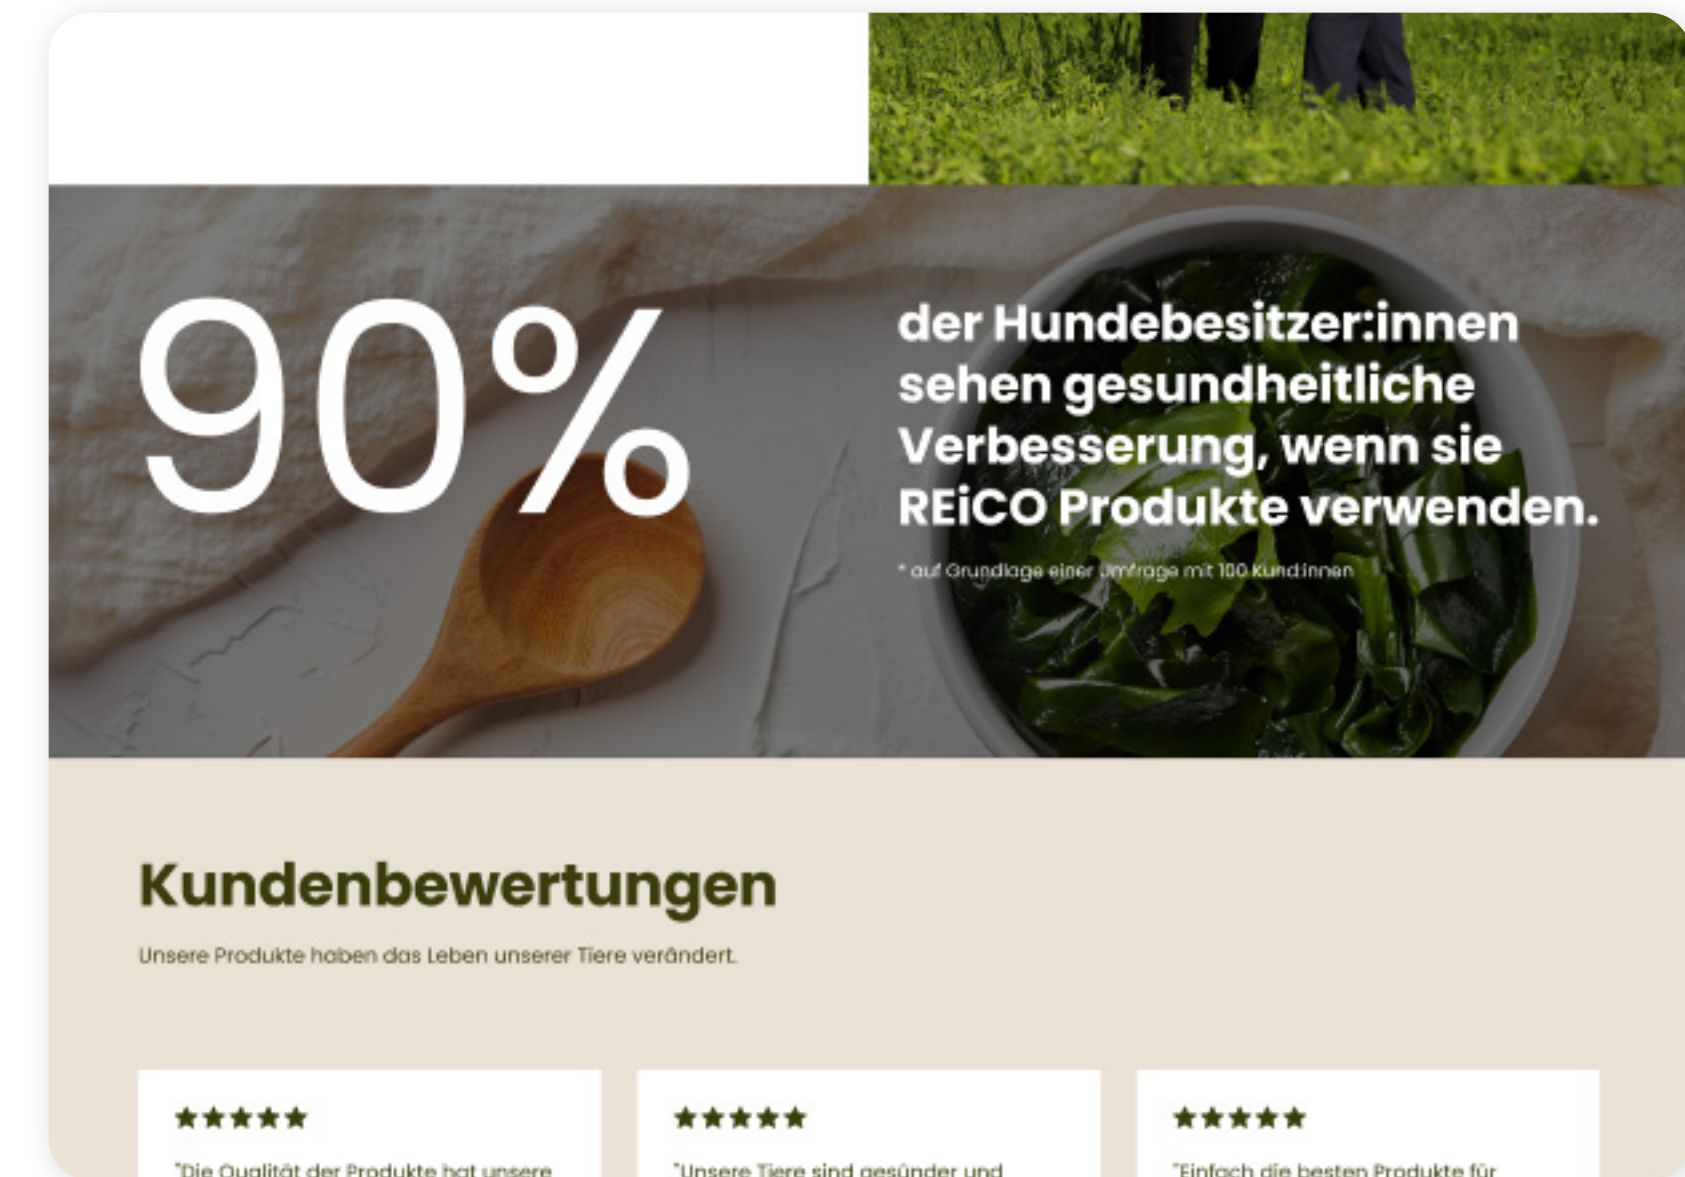 90%
der Hundebesitzer:innen
sehen gesundheitliche
Verbesserung, wenn sie
REiCO Produkte verwenden.
* auf Grundlage einer Umfrage mit 100 Kund:innen
Kundenbewertungen
Unsere Produkte haben das Leben unserer Tiere verändert.
★★★★★
"Die Qualität der Produkte hat unsere
★★★★★
"Unsere Tiere sind gesünder und
★★★★★
"Einfach die besten Produkte für